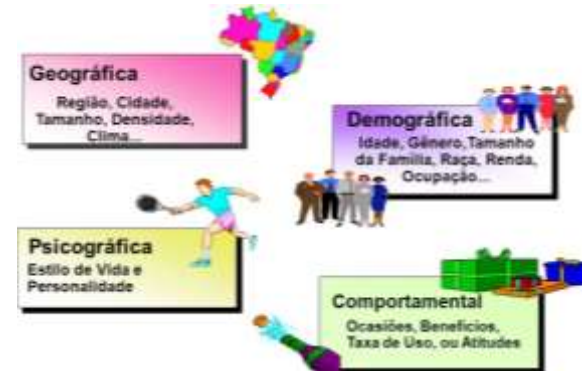 Geográfica
Região, Cidade,
Tamanho, Densidade,
Clima...
Demográfica
Idade, Gênero, Tamanho
da Familia, Raça, Renda,
Ocupação...
Psicográfica
Estilo de Vida e
Personalidade
Comportamental
Ocasiões, Benefícios,
Taxa de Uso, ou Atitudes